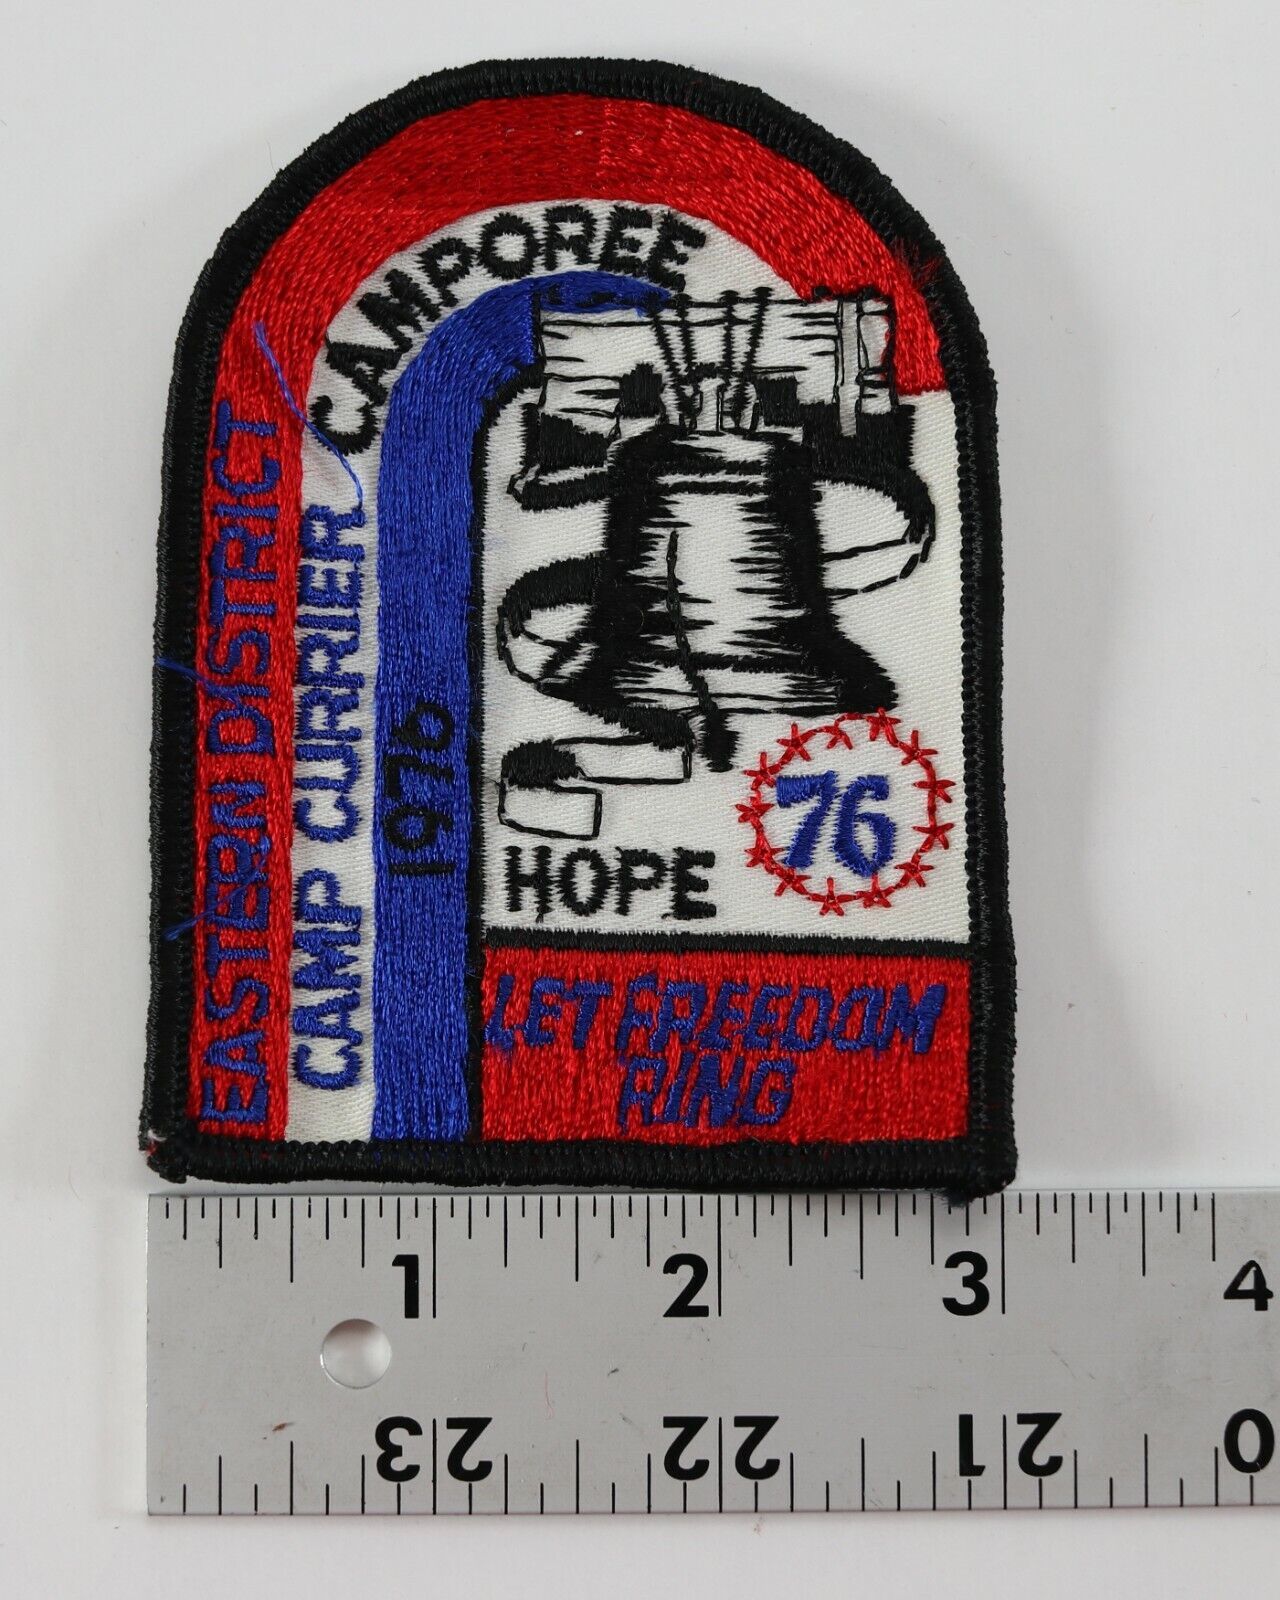 EASTERN DISTRICT
CAMP CURRIER CAMPOREE
1976
HOPE
76
LET FREEDOM
RING
1 2 3 4
23 22 21 0